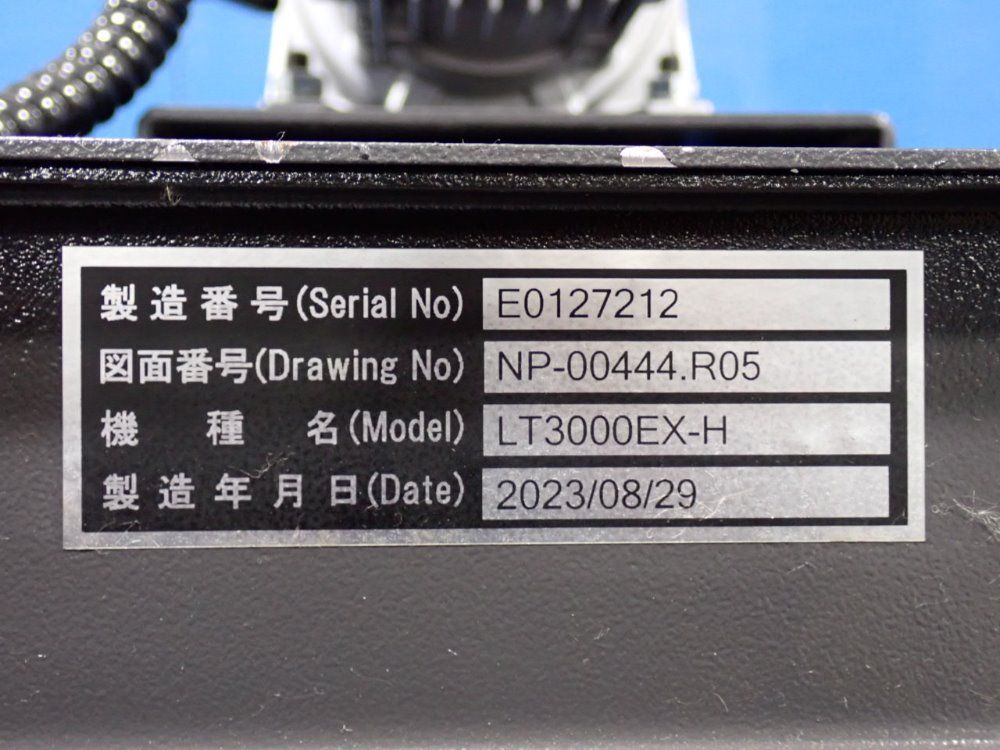 製造番号(Serial No) E0127212
図面番号(Drawing No) NP-00444.R05
機種名(Model) LT3000EX-H
製造年月日(Date) 2023/08/29